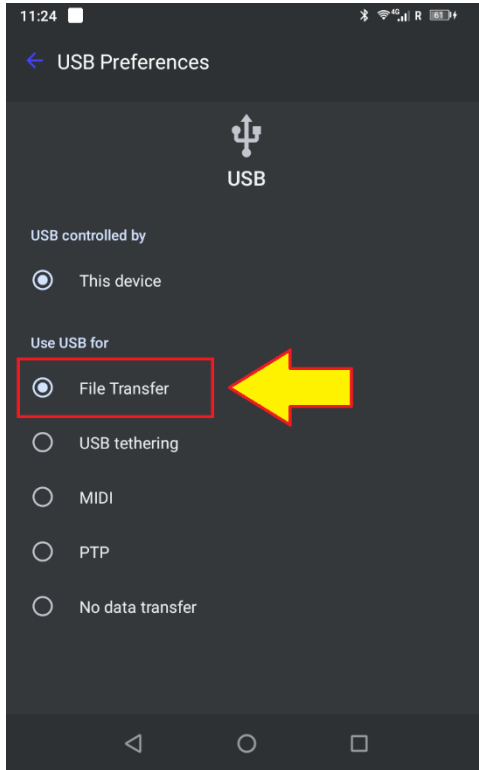 11:24 4G R 61
USB Preferences
USB
USB controlled by
This device
Use USB for
File Transfer
USB tethering
MIDI
PTP
No data transfer